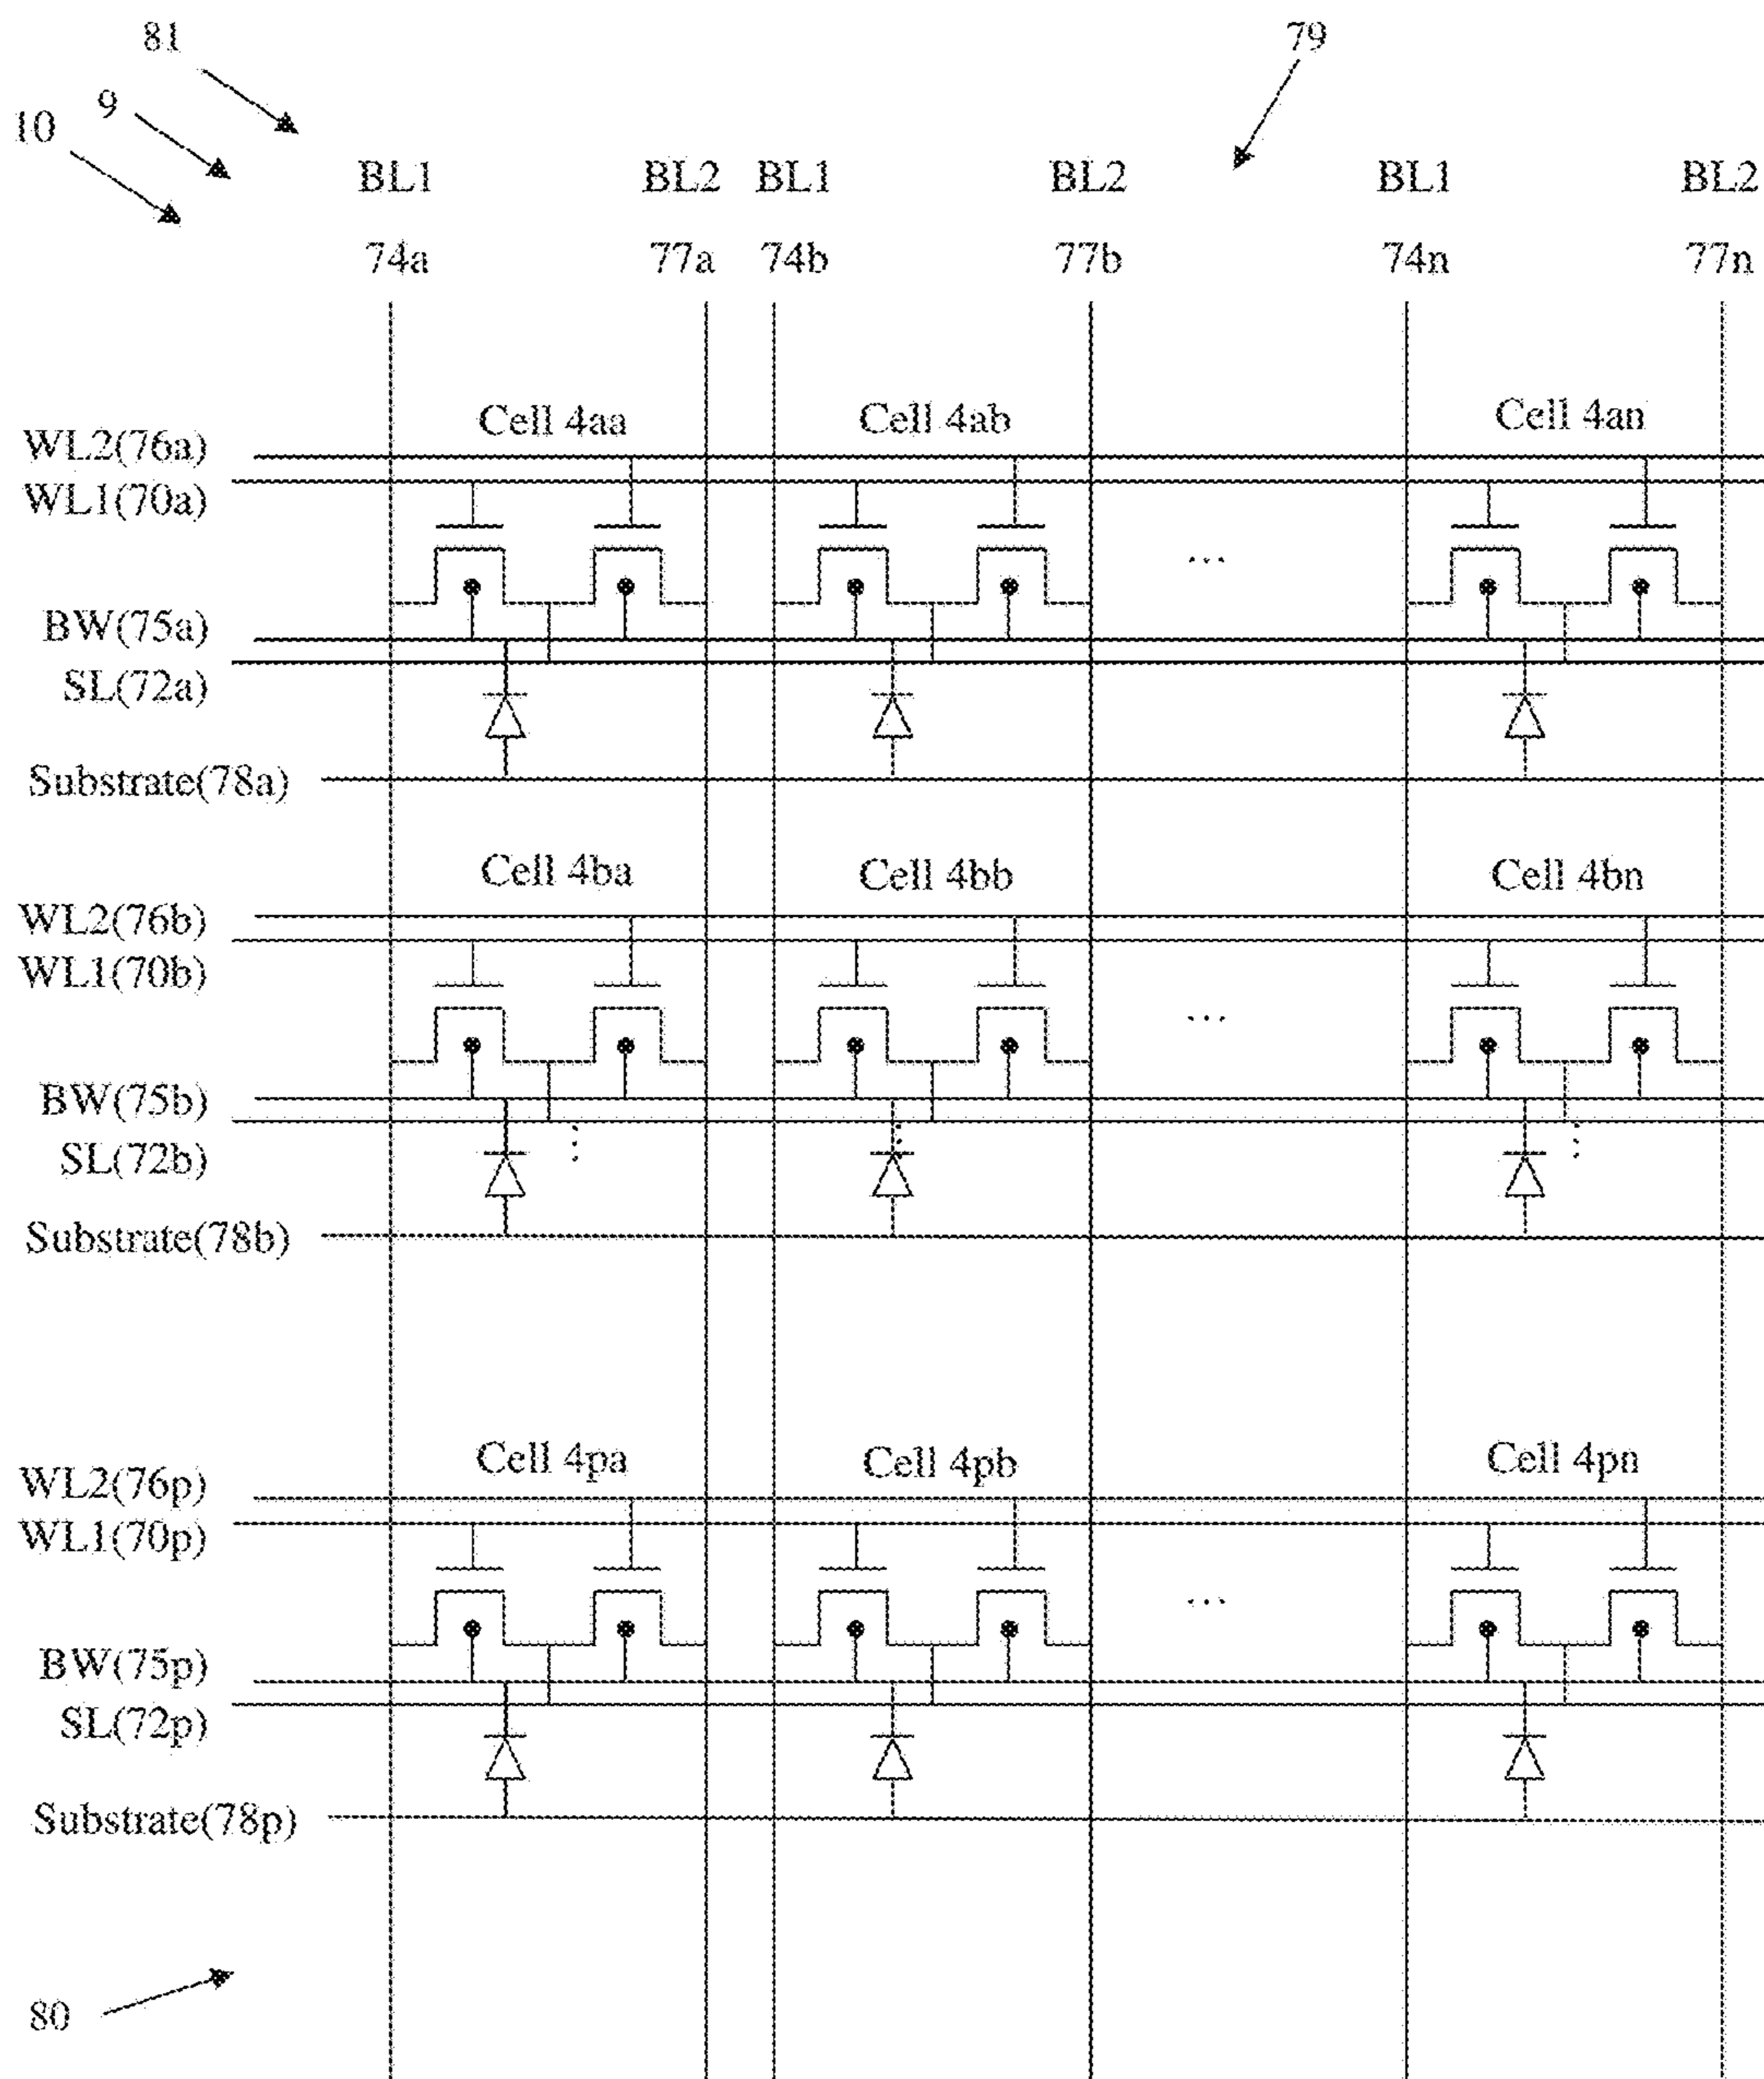 81
79
9
10
BL1 BL2 BL1 BL2 BL1 BL2
74a 77a 74b 77b 74n 77n
Cell 4aa Cell 4ab Cell 4an
WL2(76a)
WL1(70a)
...
BW(75a)
SL(72a)
Substrate(78a)
Cell 4ba Cell 4bb Cell 4bn
WL2(76b)
WL1(70b)
...
BW(75b)
SL(72b)
Substrate(78b)
Cell 4pa Cell 4pb Cell 4pn
WL2(76p)
WL1(70p)
...
BW(75p)
SL(72p)
Substrate(78p)
80